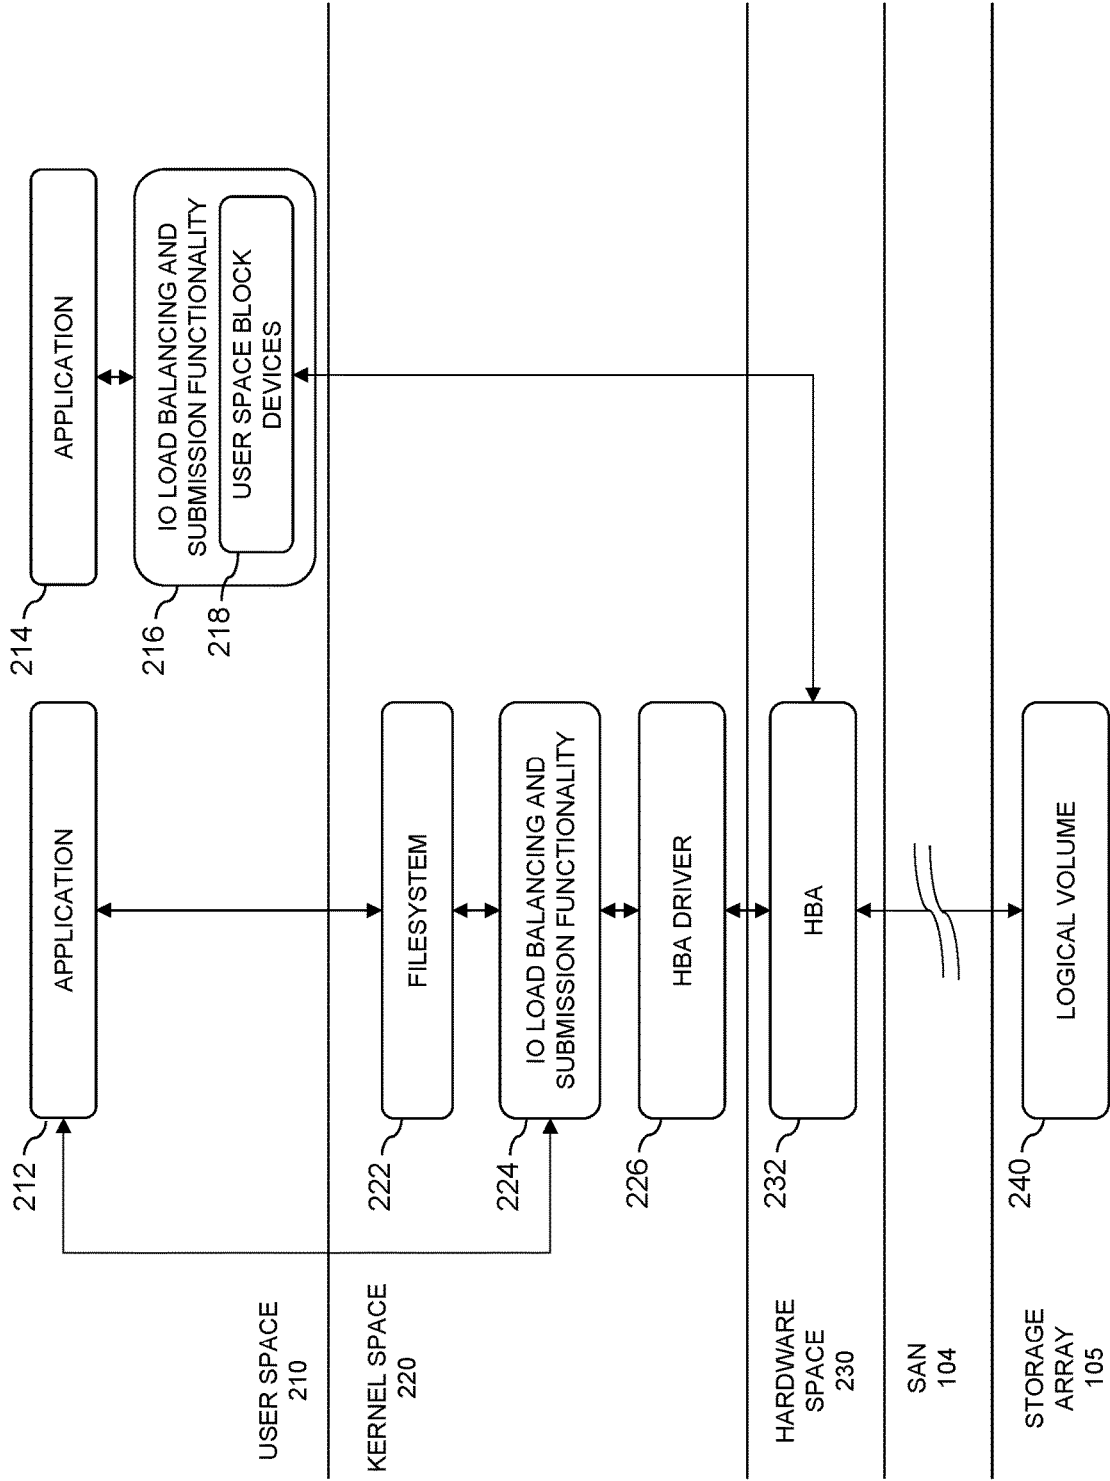 USER SPACE
210
212
APPLICATION
214
APPLICATION
216
IO LOAD BALANCING AND
SUBMISSION FUNCTIONALITY
218
USER SPACE BLOCK
DEVICES
KERNEL SPACE
220
222
FILESYSTEM
224
IO LOAD BALANCING AND
SUBMISSION FUNCTIONALITY
226
HBA DRIVER
HARDWARE
SPACE
230
232
HBA
SAN
104
STORAGE
ARRAY
105
240
LOGICAL VOLUME